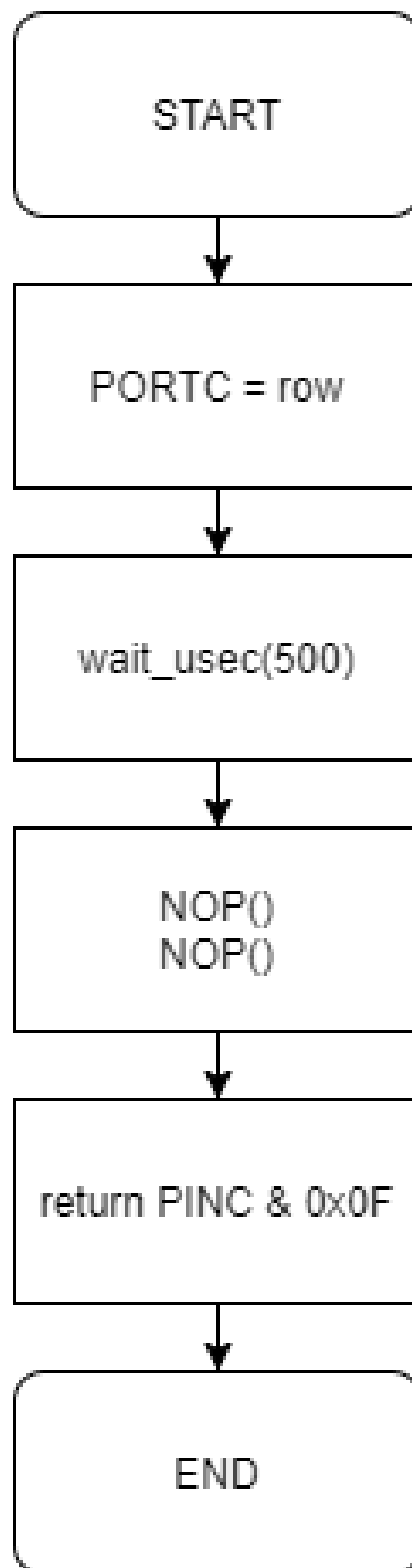 START
PORTC = row
wait_usec(500)
NOP()
NOP()
return PINC & 0x0F
END